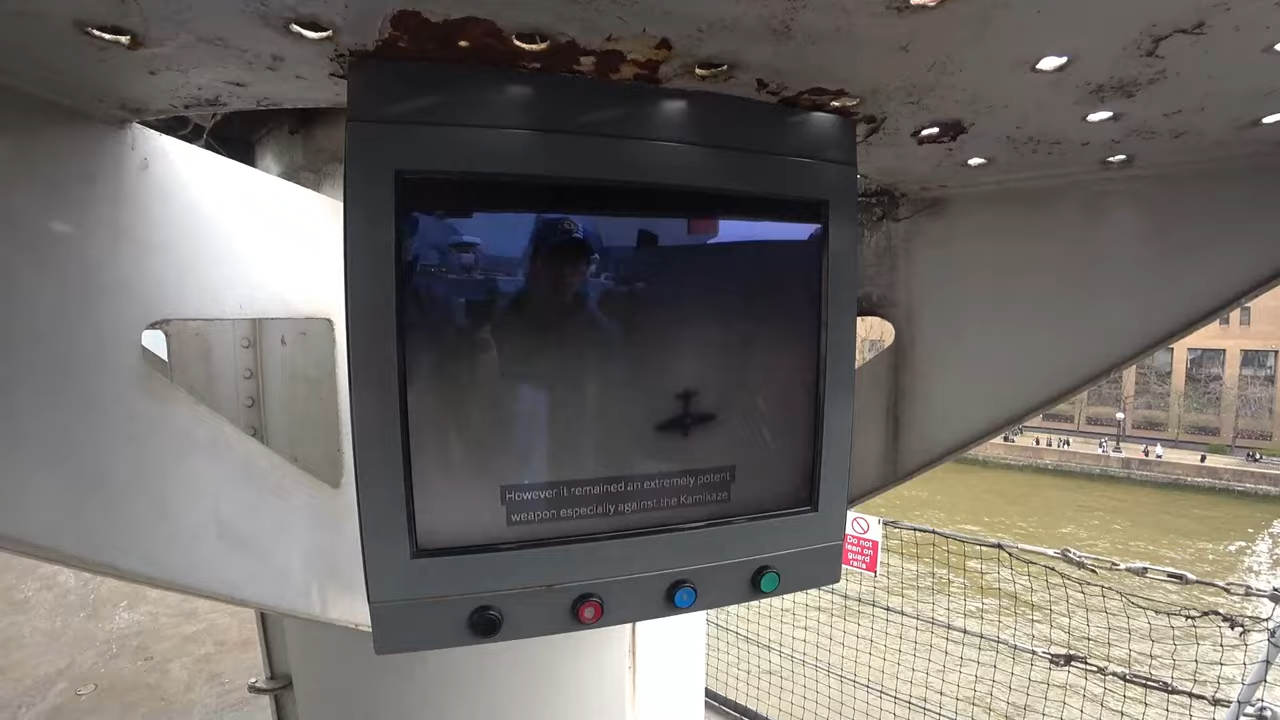 However it remained an extremely potent
weapon especially against the Kamikaze
Do not
lean on
guard
rails